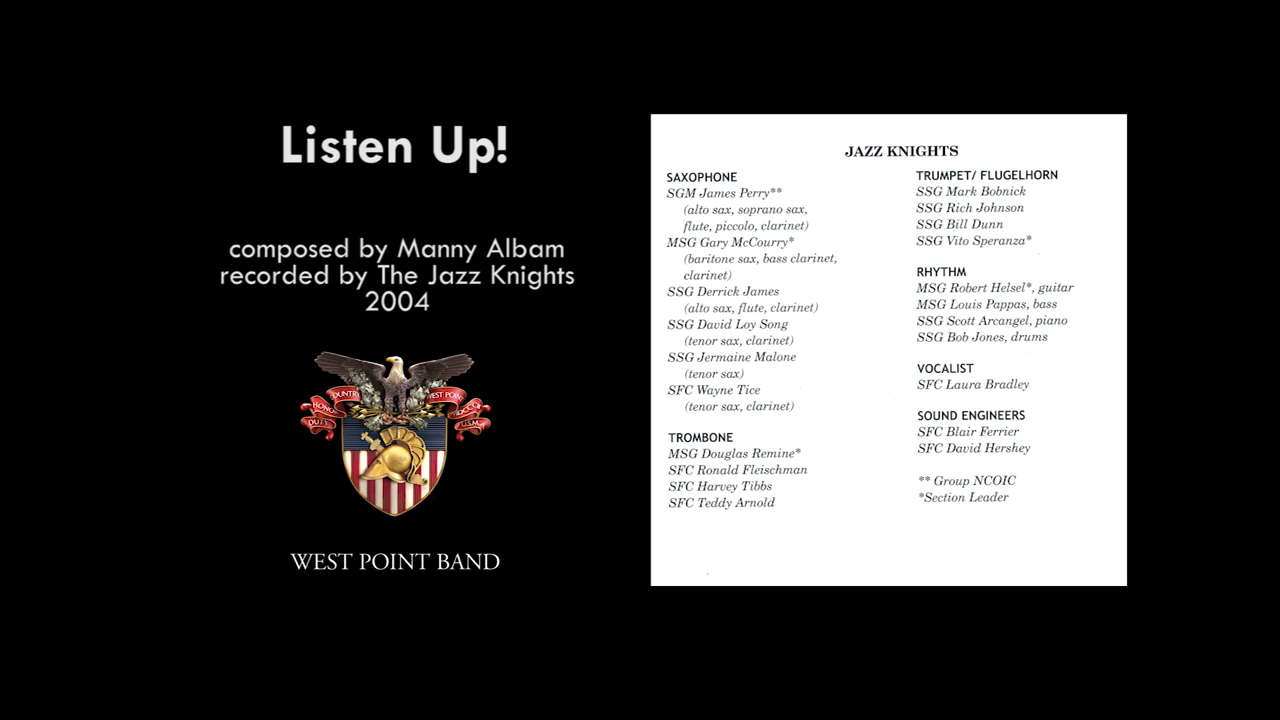 Listen Up!
composed by Manny Albam
recorded by The Jazz Knights
2004
DUTY
HONOR
COUNTRY
WEST POINT
MDCCCII
U.S.M.A.
WEST POINT BAND
JAZZ KNIGHTS
SAXOPHONE
SGM James Perry**
(alto sax, soprano sax,
flute, piccolo, clarinet)
MSG Gary McCourry*
(baritone sax, bass clarinet,
clarinet)
SSG Derrick James
(alto sax, flute, clarinet)
SSG David Loy Song
(tenor sax, clarinet)
SSG Jermaine Malone
(tenor sax)
SFC Wayne Tice
(tenor sax, clarinet)
TROMBONE
MSG Douglas Remine*
SFC Ronald Fleischman
SFC Harvey Tibbs
SFC Teddy Arnold
TRUMPET/ FLUGELHORN
SSG Mark Bobnick
SSG Rich Johnson
SSG Bill Dunn
SSG Vito Speranza*
RHYTHM
MSG Robert Helsel*, guitar
MSG Louis Pappas, bass
SSG Scott Arcangel, piano
SSG Bob Jones, drums
VOCALIST
SFC Laura Bradley
SOUND ENGINEERS
SFC Blair Ferrier
SFC David Hershey
** Group NCOIC
*Section Leader